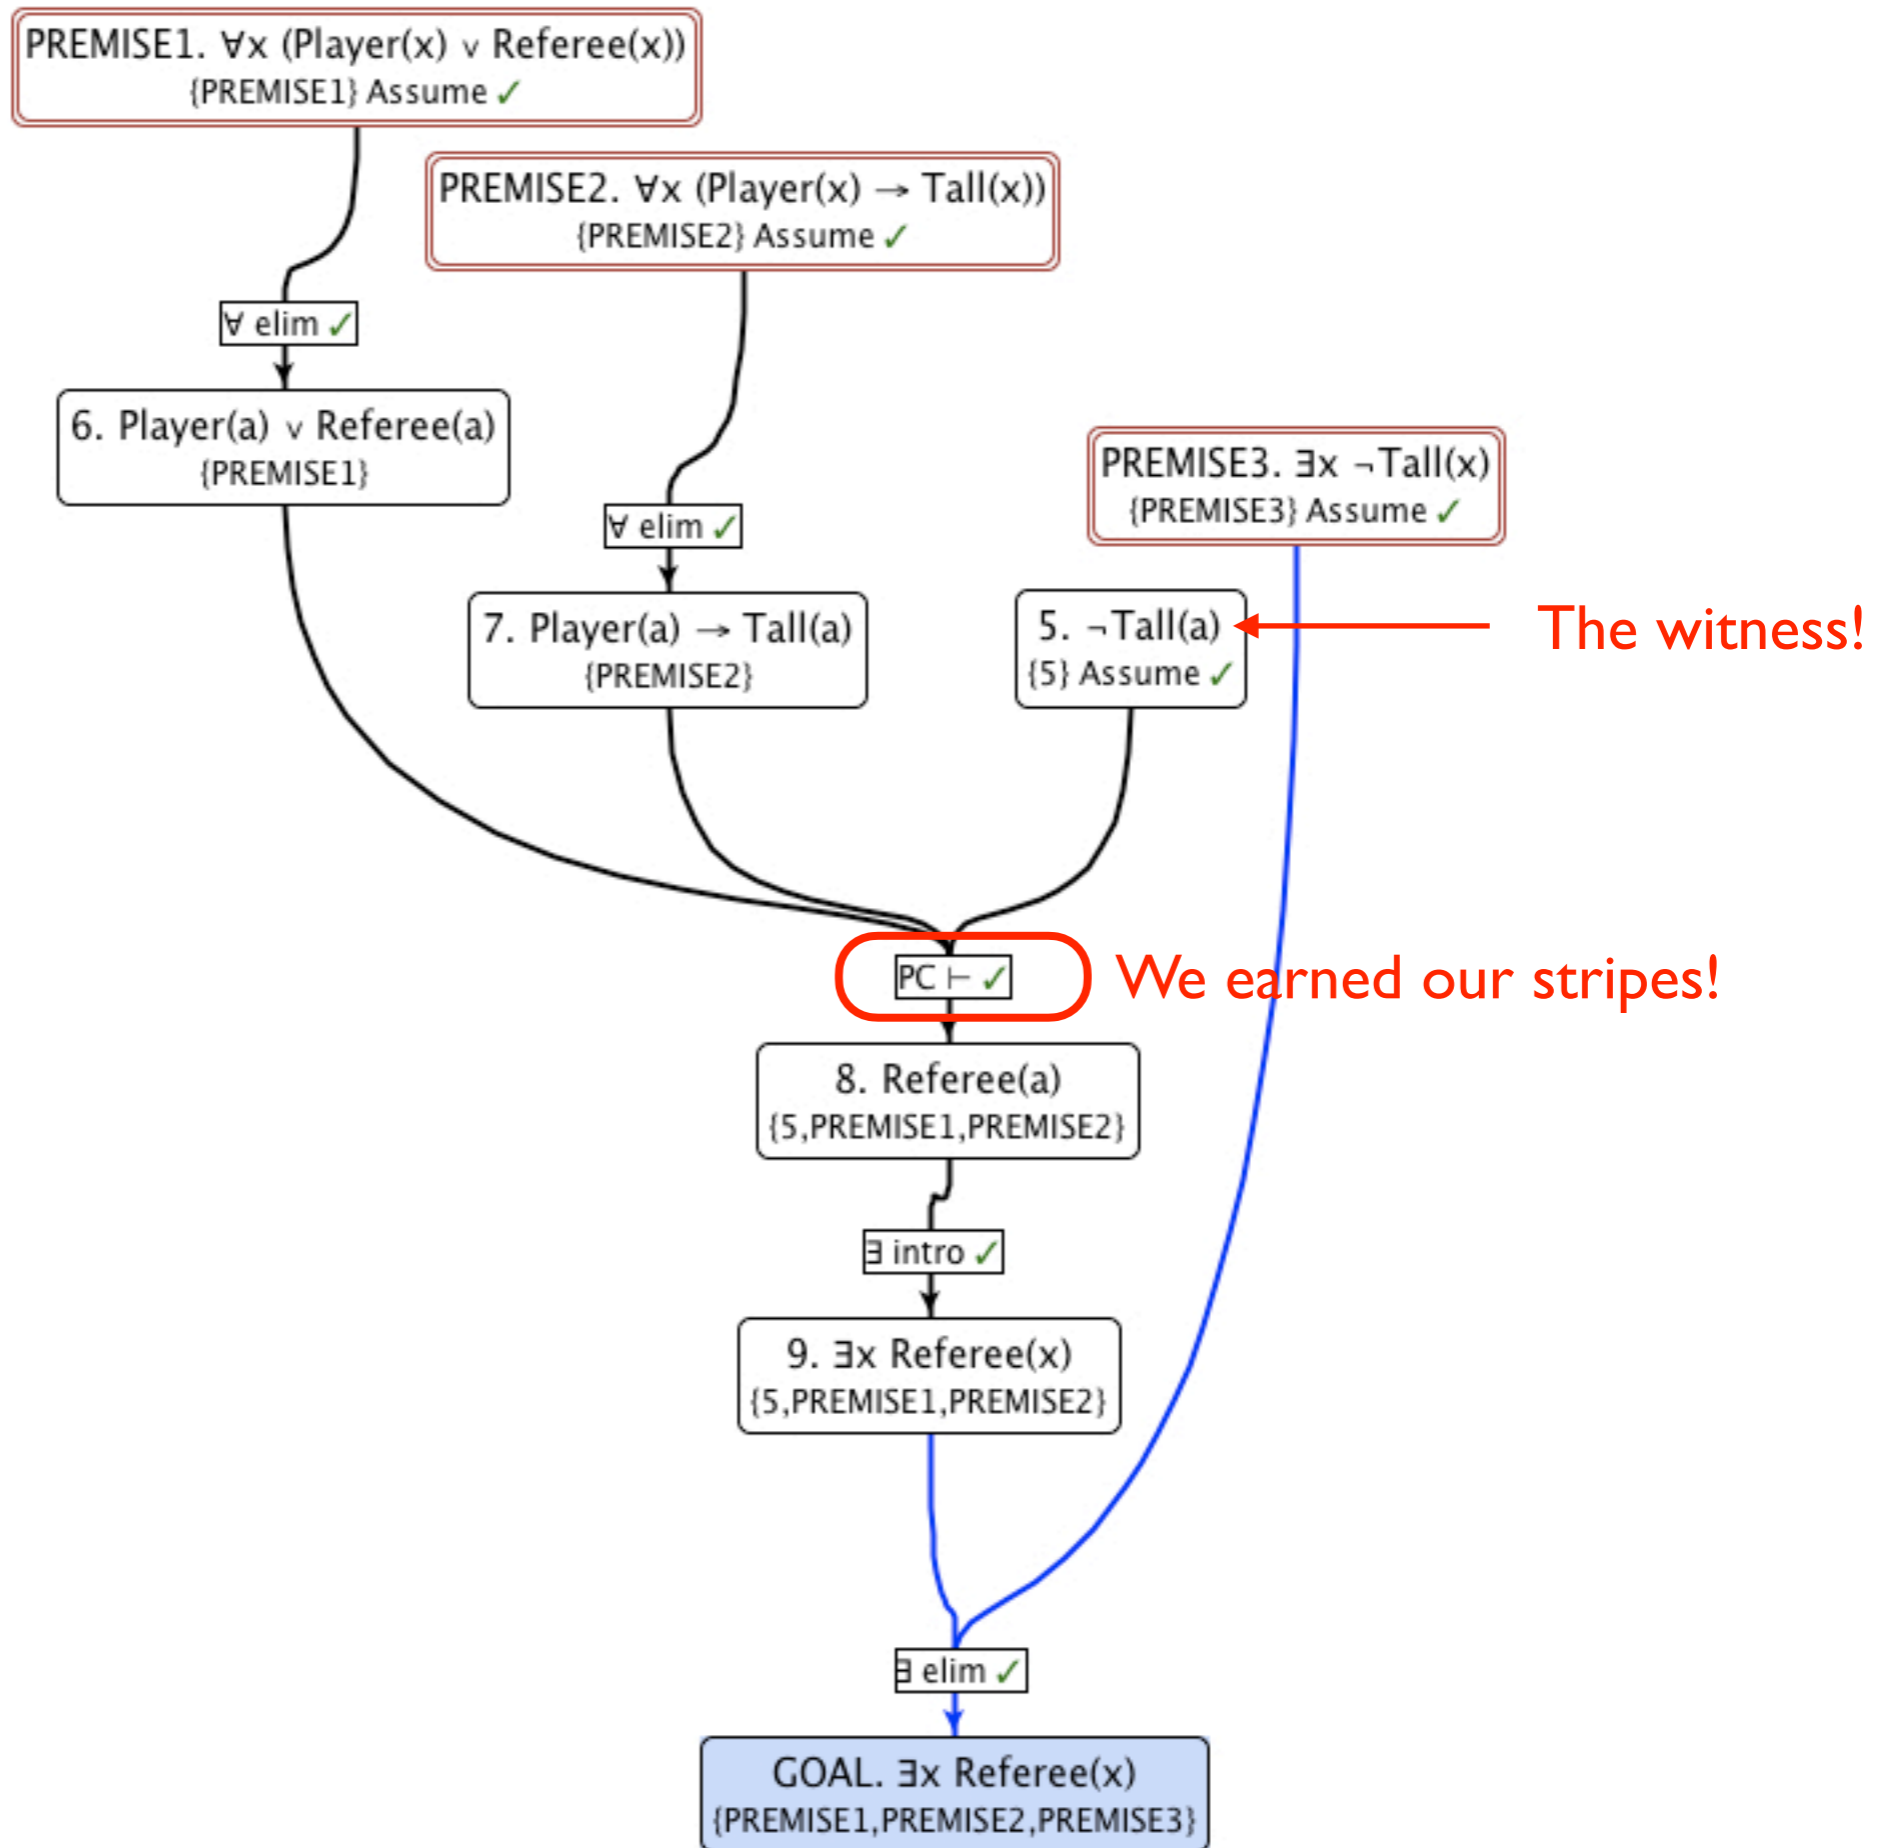 PREMISE1. ∀x (Player(x) ∨ Referee(x))
{PREMISE1} Assume ✓
PREMISE2. ∀x (Player(x) → Tall(x))
{PREMISE2} Assume ✓
∀ elim ✓
6. Player(a) ∨ Referee(a)
{PREMISE1}
PREMISE3. ∃x ¬Tall(x)
{PREMISE3} Assume ✓
∀ elim ✓
7. Player(a) → Tall(a)
{PREMISE2}
5. ¬Tall(a)
{5} Assume ✓
The witness!
PC ⊢ ✓
We earned our stripes!
8. Referee(a)
{5,PREMISE1,PREMISE2}
∃ intro ✓
9. ∃x Referee(x)
{5,PREMISE1,PREMISE2}
∃ elim ✓
GOAL. ∃x Referee(x)
{PREMISE1,PREMISE2,PREMISE3}